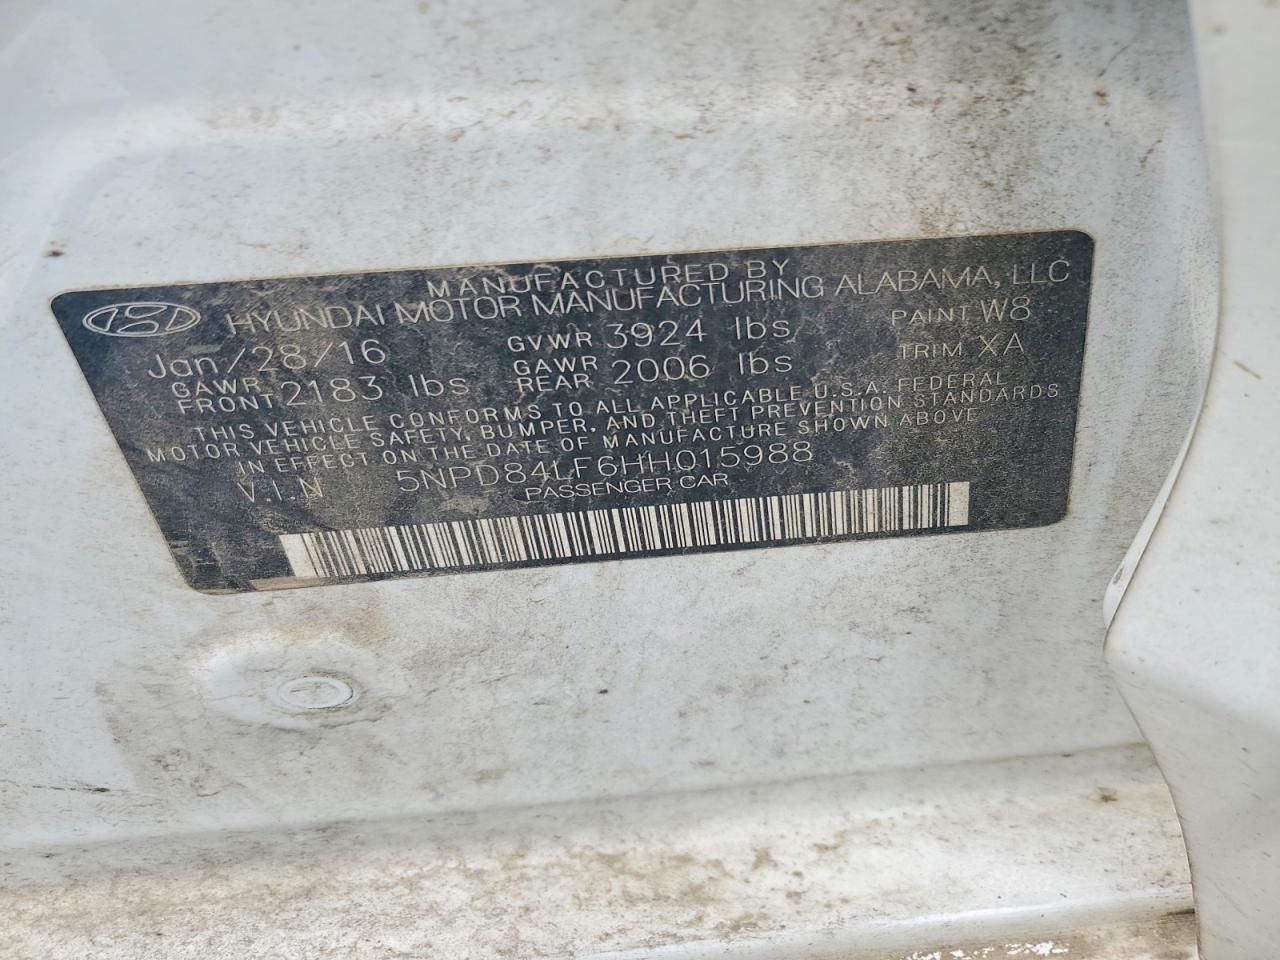 MANUFACTURED BY
HYUNDAI MOTOR MANUFACTURING ALABAMA, LLC
Jan/28/16 GVWR 3924 lbs PAINT W8
GAWR FRONT 2183 lbs GAWR REAR 2006 lbs TRIM XA
THIS VEHICLE CONFORMS TO ALL APPLICABLE U.S.A. FEDERAL
MOTOR VEHICLE SAFETY, BUMPER, AND THEFT PREVENTION STANDARDS
IN EFFECT ON THE DATE OF MANUFACTURE SHOWN ABOVE
V.I.N 5NPD84LF6HH015988
PASSENGER CAR